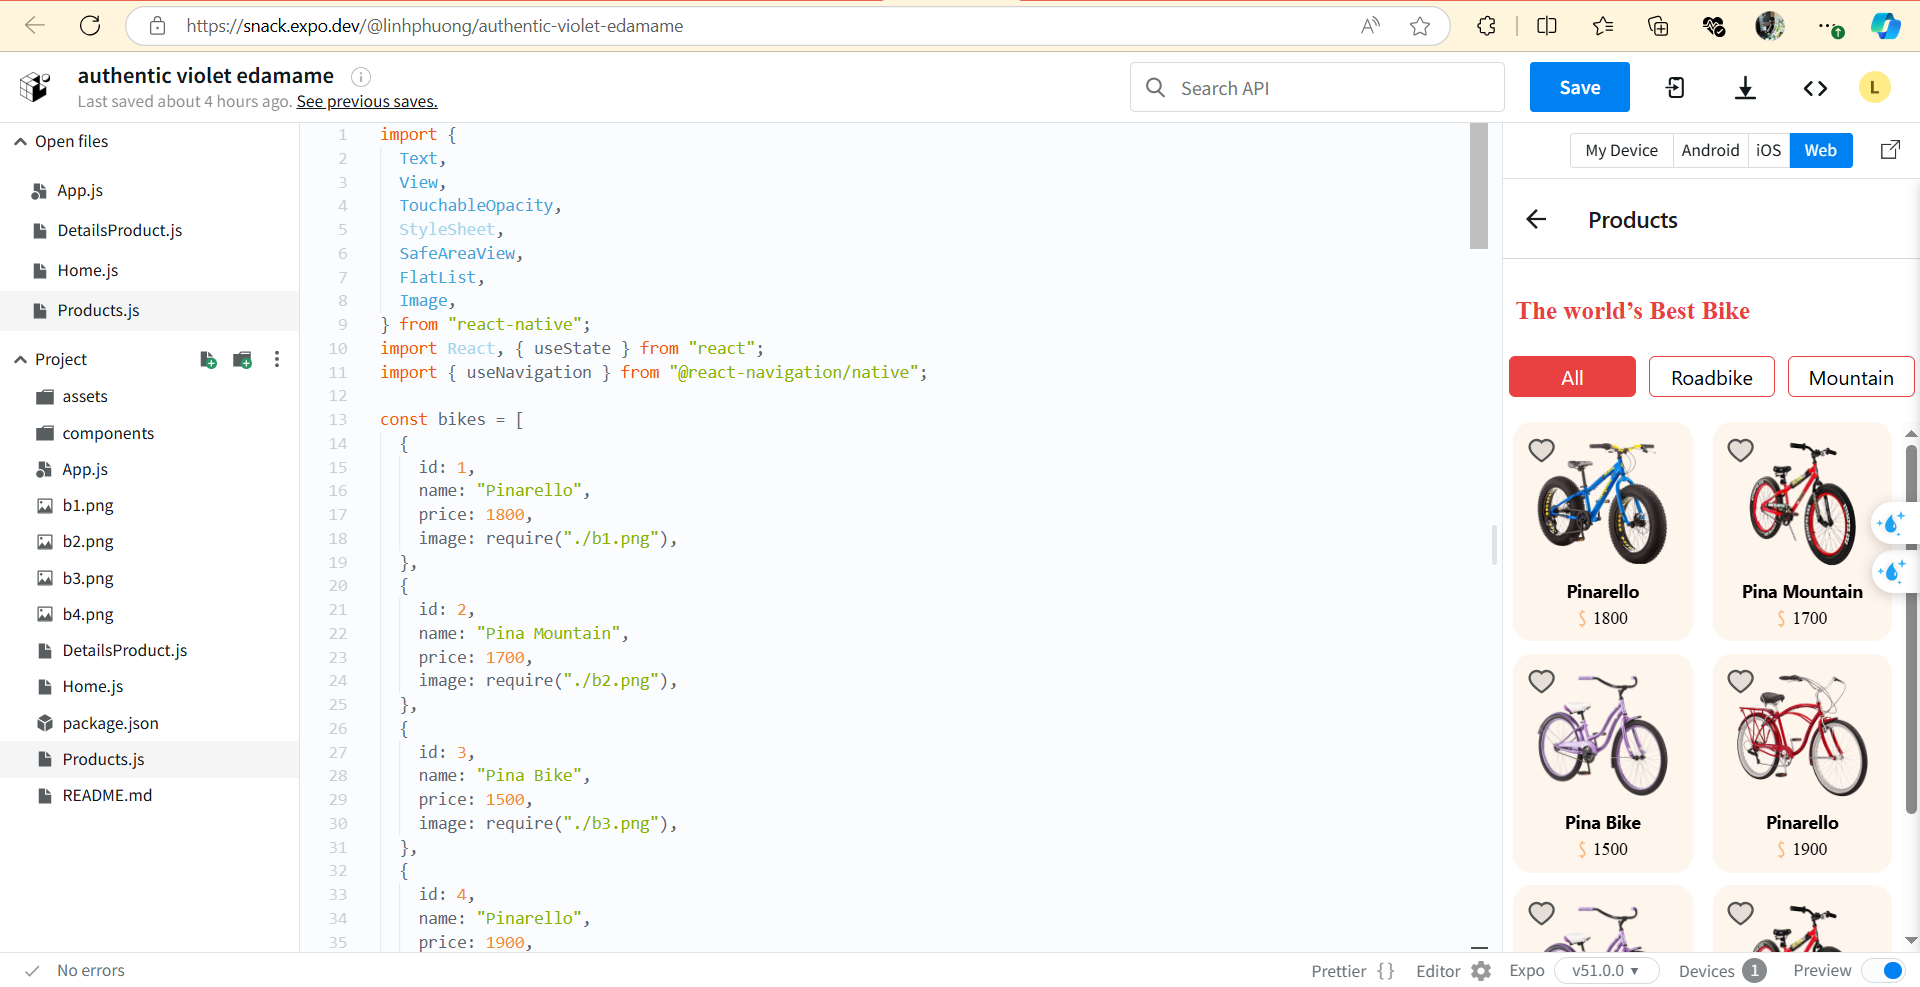 https://snack.expo.dev/@linhphuong/authentic-violet-edamame
authentic violet edamame
Last saved about 4 hours ago. See previous saves.
Search API
Save
L
Open files
App.js
DetailsProduct.js
Home.js
Products.js
Project
assets
components
App.js
b1.png
b2.png
b3.png
b4.png
DetailsProduct.js
Home.js
package.json
Products.js
README.md
1 import {
2 Text,
3 View,
4 TouchableOpacity,
5 StyleSheet,
6 SafeAreaView,
7 FlatList,
8 Image,
9 } from "react-native";
10 import React, { useState } from "react";
11 import { useNavigation } from "@react-navigation/native";
12
13 const bikes = [
14 {
15 id: 1,
16 name: "Pinarello",
17 price: 1800,
18 image: require("./b1.png"),
19 },
20 {
21 id: 2,
22 name: "Pina Mountain",
23 price: 1700,
24 image: require("./b2.png"),
25 },
26 {
27 id: 3,
28 name: "Pina Bike",
29 price: 1500,
30 image: require("./b3.png"),
31 },
32 {
33 id: 4,
34 name: "Pinarello",
35 price: 1900,
My Device Android iOS Web
Products
The world’s Best Bike
All Roadbike Mountain
Pinarello
$ 1800
Pina Mountain
$ 1700
Pina Bike
$ 1500
Pinarello
$ 1900
No errors
Prettier {} Editor Expo v51.0.0 Devices 1 Preview